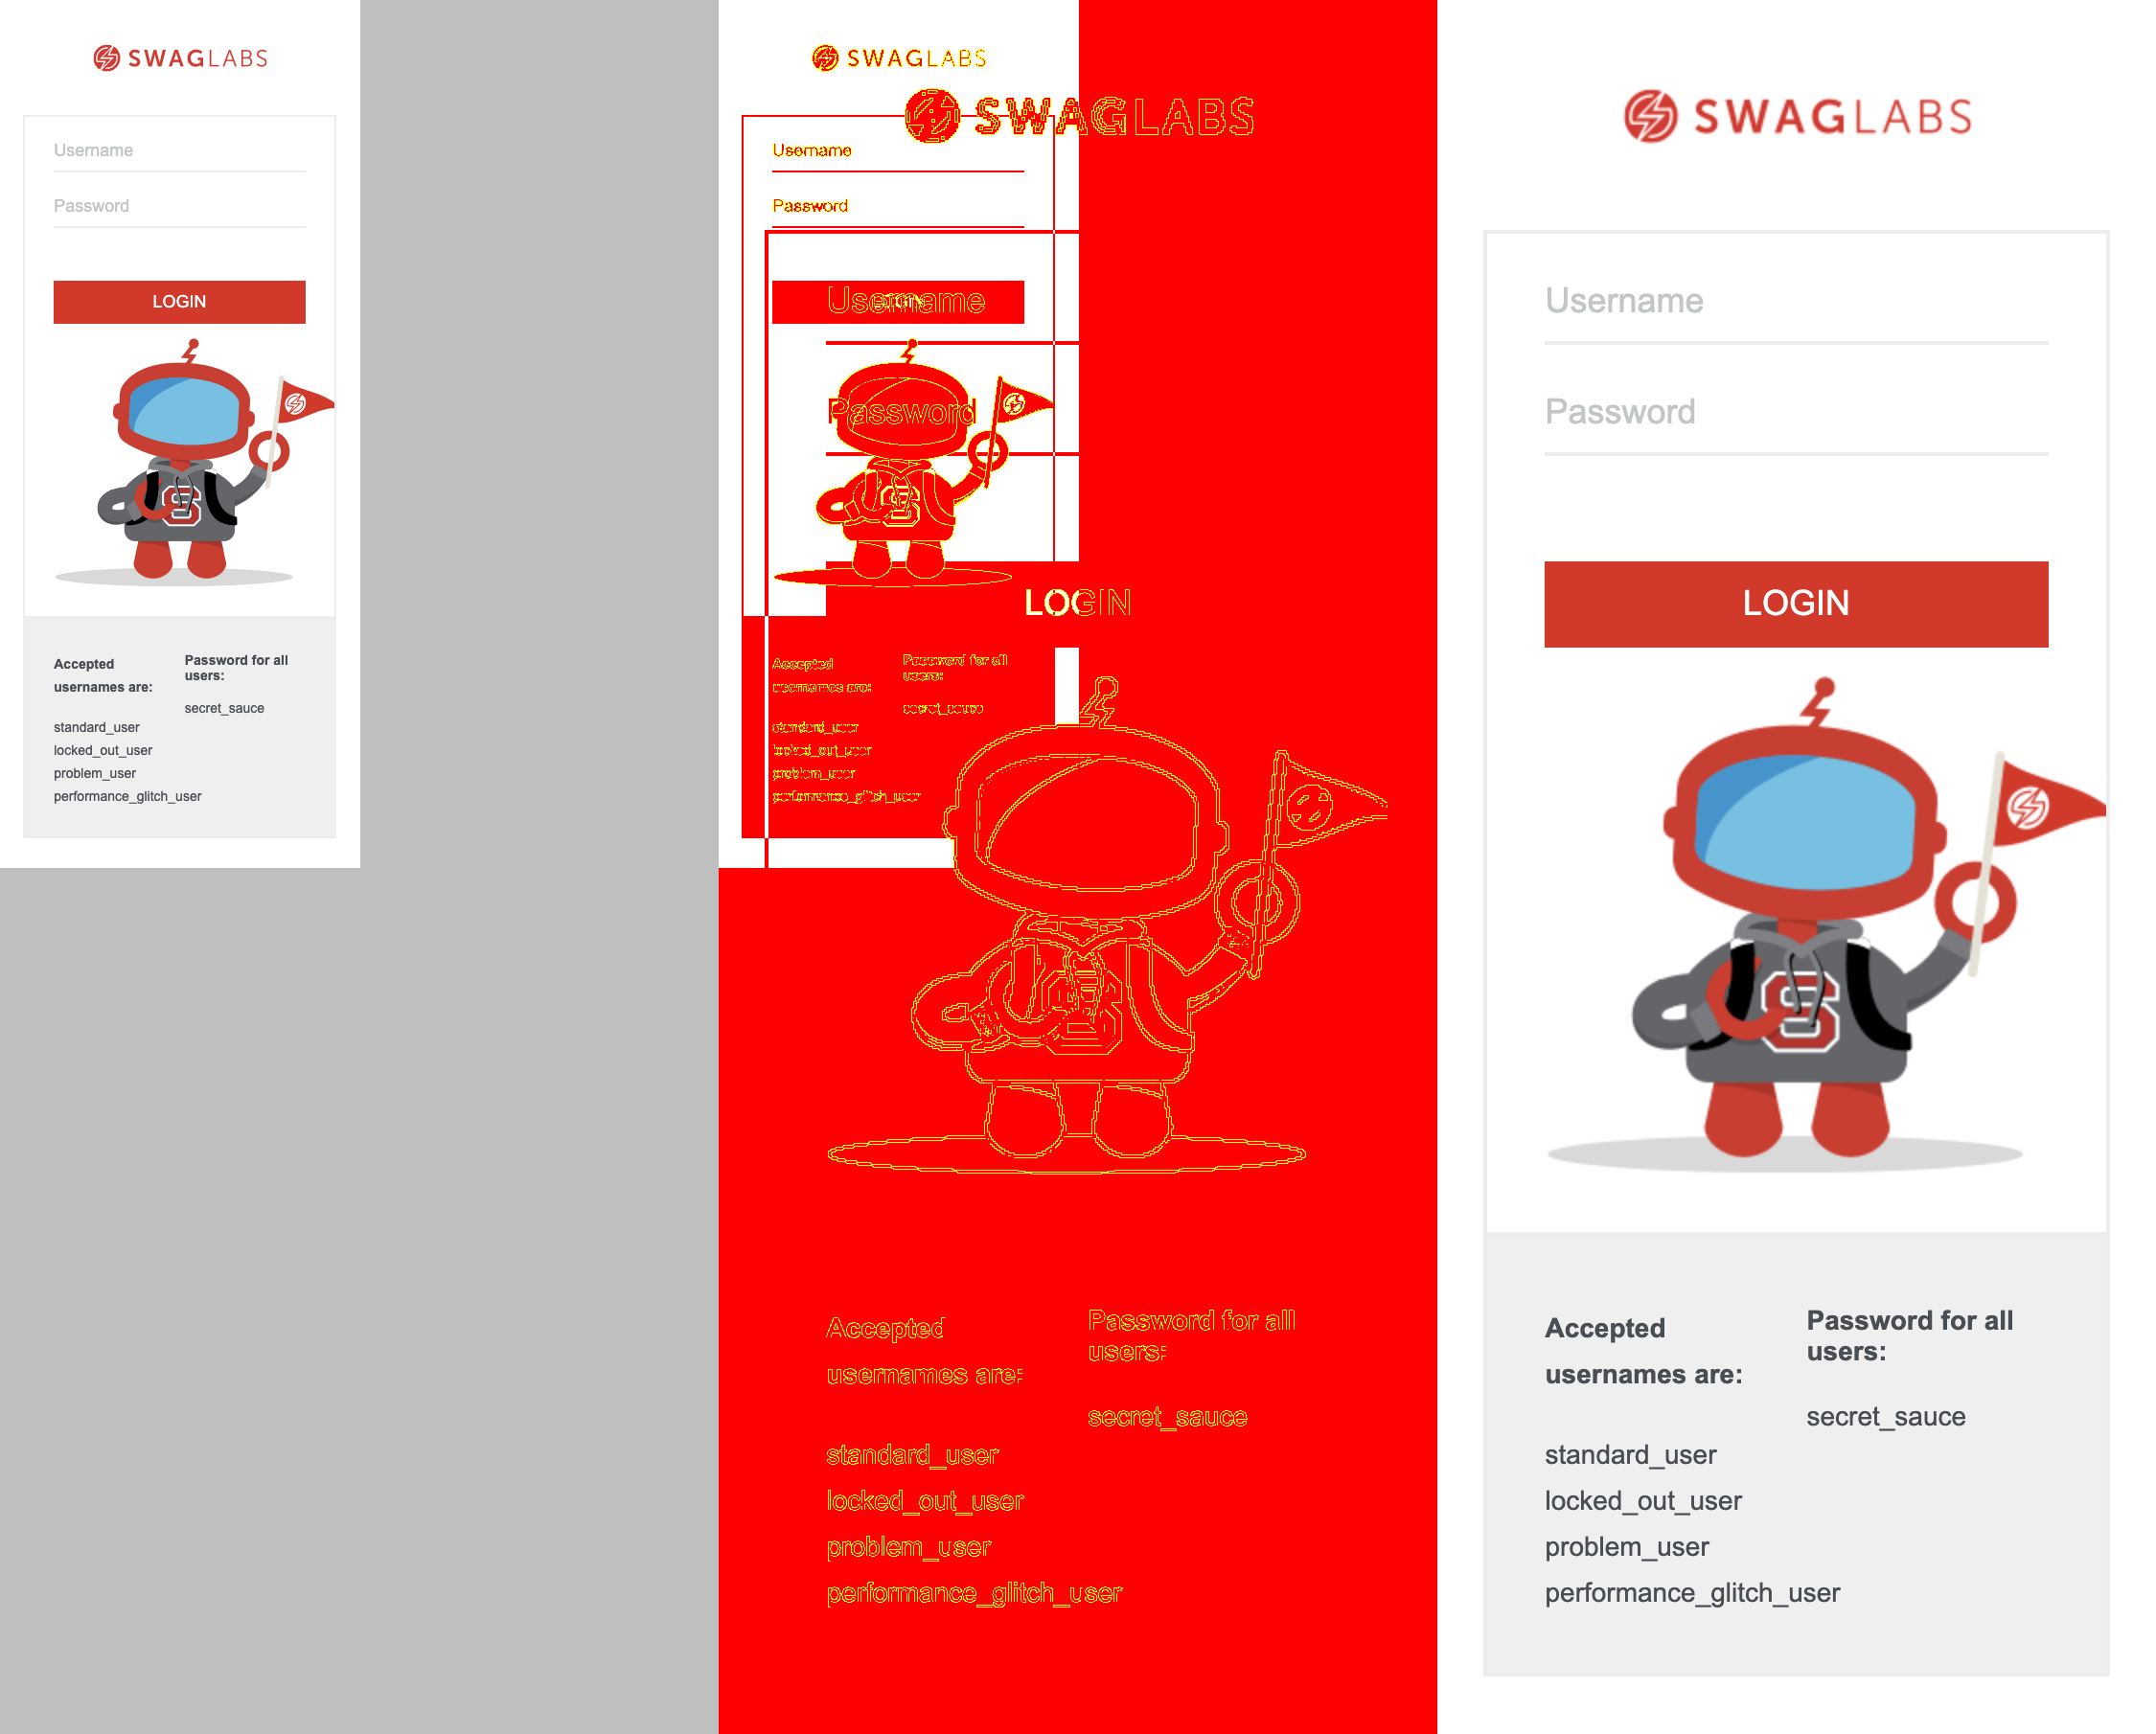 SWAGLABS
Username
Password
LOGIN
Accepted
usernames are:
standard_user
locked_out_user
problem_user
performance_glitch_user
Password for all
users:
secret_sauce
SWAGLABS
SWAGLABS
Username
Password
Username
Password
LOGIN
Accepted
usernames are:
standard_user
locked_out_user
problem_user
performance_glitch_user
Password for all
users:
secret_sauce
Accepted
usernames are:
standard_user
locked_out_user
problem_user
performance_glitch_user
Password for all
users:
secret_sauce
SWAGLABS
Username
Password
LOGIN
S
Accepted
usernames are:
standard_user
locked_out_user
problem_user
performance_glitch_user
Password for all
users:
secret_sauce